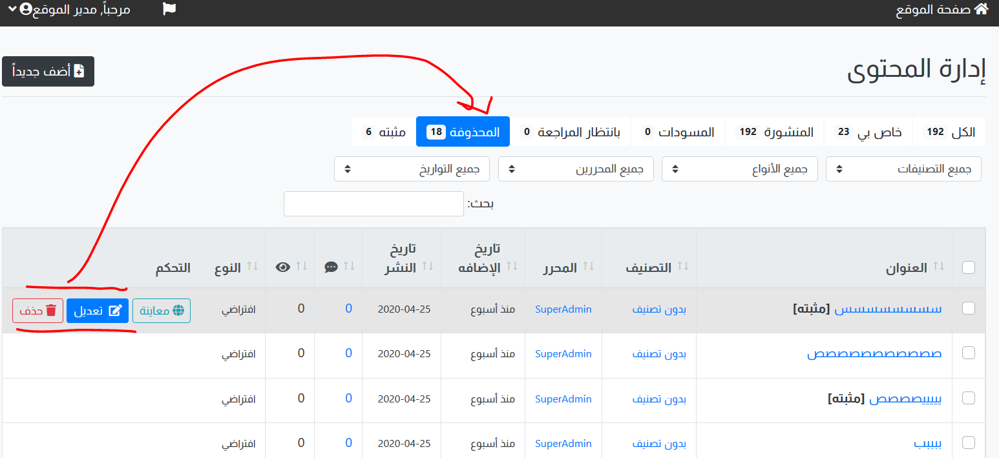 صفحة الموقع
مرحباً, مدير الموقع
إدارة المحتوى
أضف جديداً
الكل 192 خاص بي 23 المنشورة 192 المسودات 0 بانتظار المراجعة 0 المحذوفة 18 مثبته 6
جميع التصنيفات جميع الأنواع جميع المحررين جميع التواريخ
بحث:
العنوان التصنيف المحرر تاريخ الإضافه تاريخ النشر النوع التحكم
سسسسسسسسس [مثبته] بدون تصنيف SuperAdmin منذ أسبوع 2020-04-25 0 0 افتراضي معاينة تعديل حذف
صصصصصصصصصص بدون تصنيف SuperAdmin منذ أسبوع 2020-04-25 0 0 افتراضي
يييييصصصص [مثبته] بدون تصنيف SuperAdmin منذ أسبوع 2020-04-25 0 0 افتراضي
ببببب بدون تصنيف SuperAdmin منذ أسبوع 2020-04-25 0 0 افتراضي